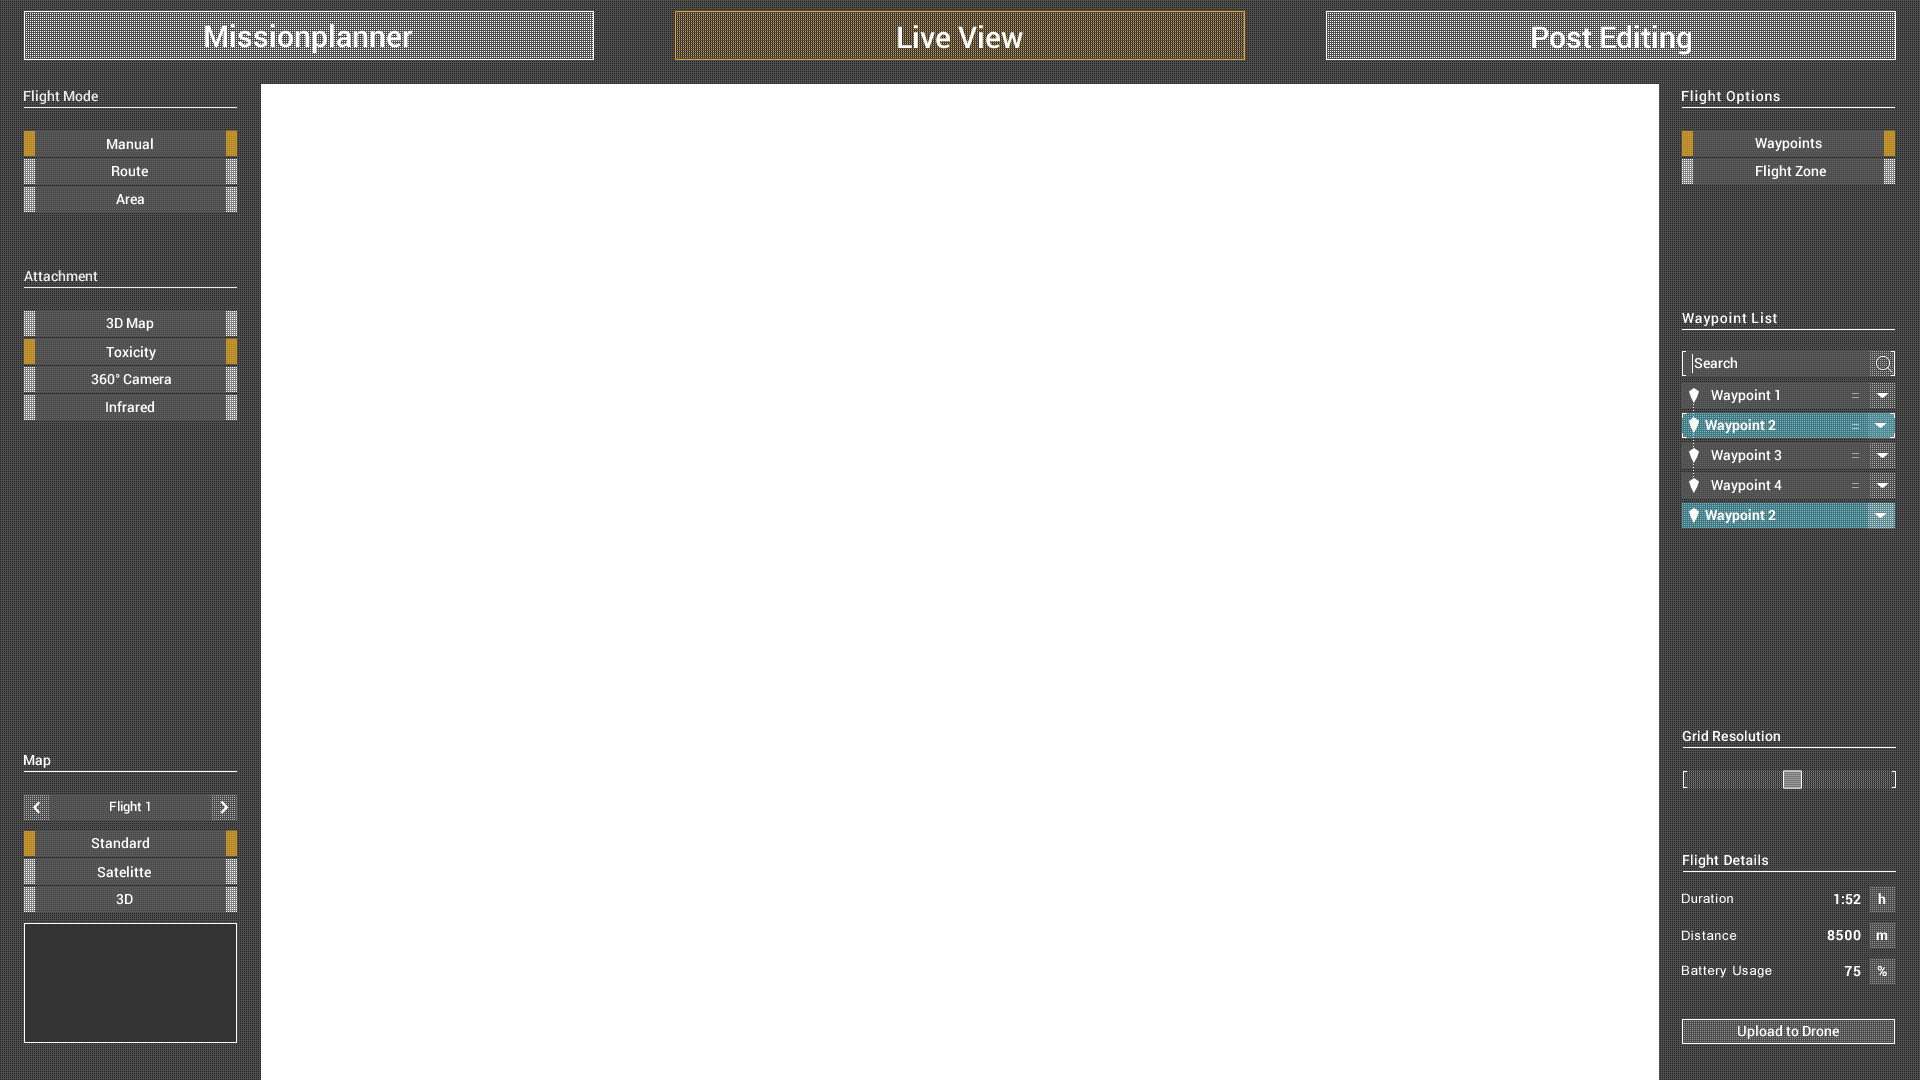 Missionplanner
Live View
Post Editing
Flight Mode
Manual
Route
Area
Attachment
3D Map
Toxicity
360° Camera
Infrared
Map
Flight 1
Standard
Satelitte
3D
Flight Options
Waypoints
Flight Zone
Waypoint List
Search
Waypoint 1
Waypoint 2
Waypoint 3
Waypoint 4
Waypoint 2
Grid Resolution
Flight Details
Duration 1:52 h
Distance 8500 m
Battery Usage 75 %
Upload to Drone